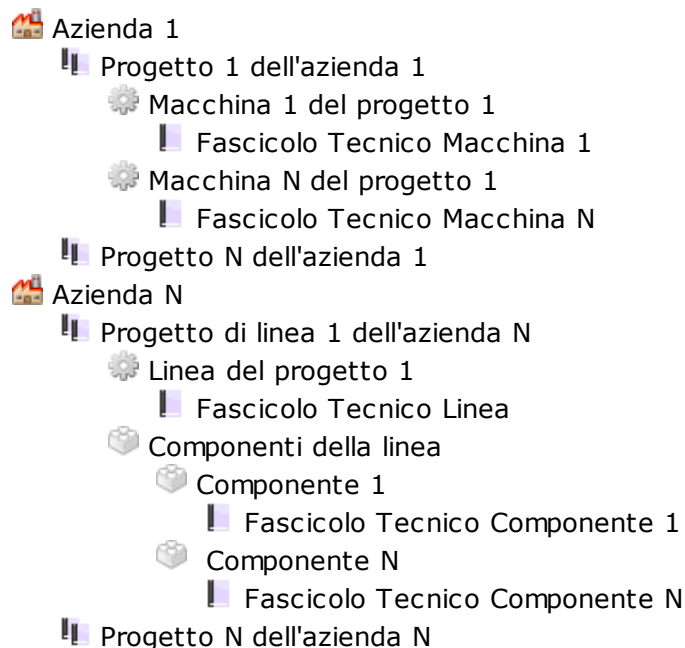 Azienda 1
Progetto 1 dell'azienda 1
Macchina 1 del progetto 1
Fascicolo Tecnico Macchina 1
Macchina N del progetto 1
Fascicolo Tecnico Macchina N
Progetto N dell'azienda 1
Azienda N
Progetto di linea 1 dell'azienda N
Linea del progetto 1
Fascicolo Tecnico Linea
Componenti della linea
Componente 1
Fascicolo Tecnico Componente 1
Componente N
Fascicolo Tecnico Componente N
Progetto N dell'azienda N